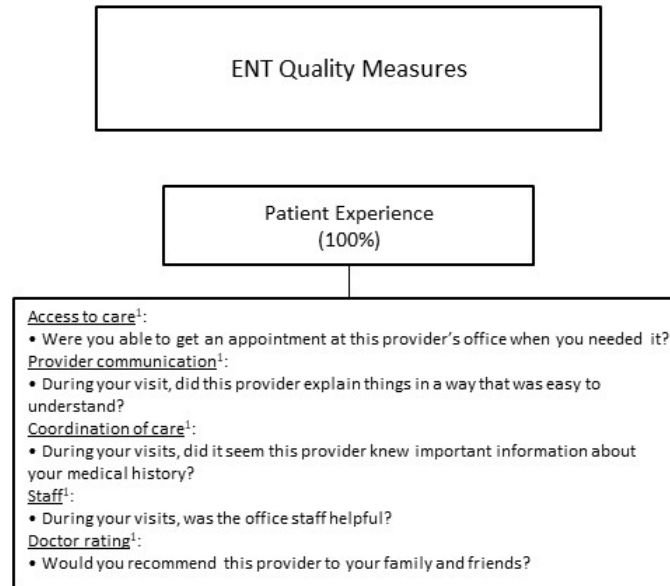 ENT Quality Measures
Patient Experience
(100%)
Access to care¹:
• Were you able to get an appointment at this provider's office when you needed it?
Provider communication¹:
• During your visit, did this provider explain things in a way that was easy to
understand?
Coordination of care¹:
• During your visits, did it seem this provider knew important information about
your medical history?
Staff¹:
• During your visits, was the office staff helpful?
Doctor rating¹:
• Would you recommend this provider to your family and friends?